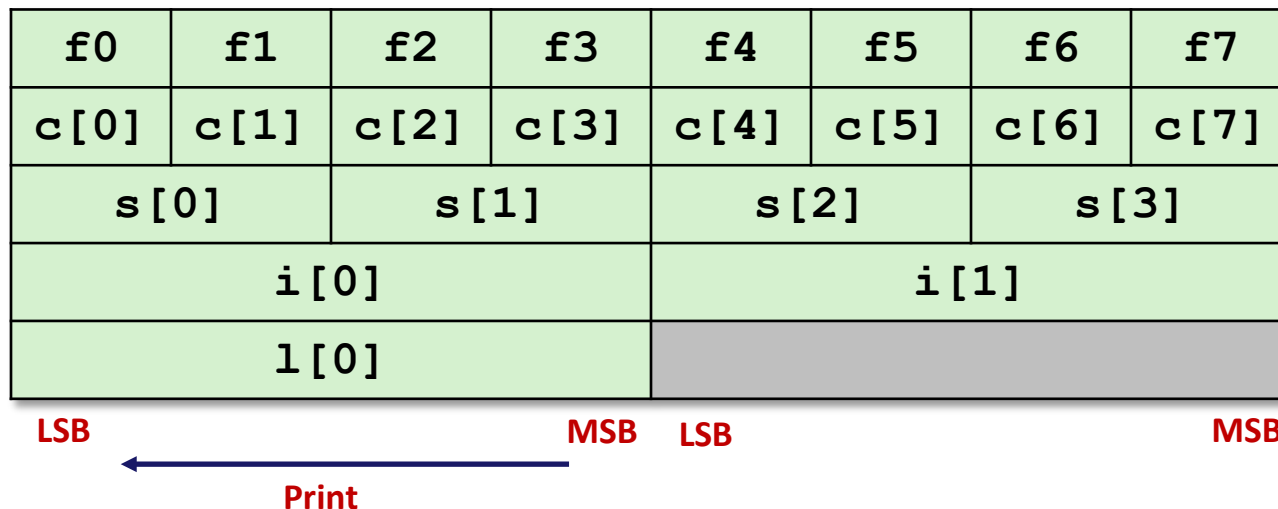 f0 f1 f2 f3 f4 f5 f6 f7
c[0] c[1] c[2] c[3] c[4] c[5] c[6] c[7]
s[0] s[1] s[2] s[3]
i[0] i[1]
l[0]
LSB MSB LSB MSB
Print